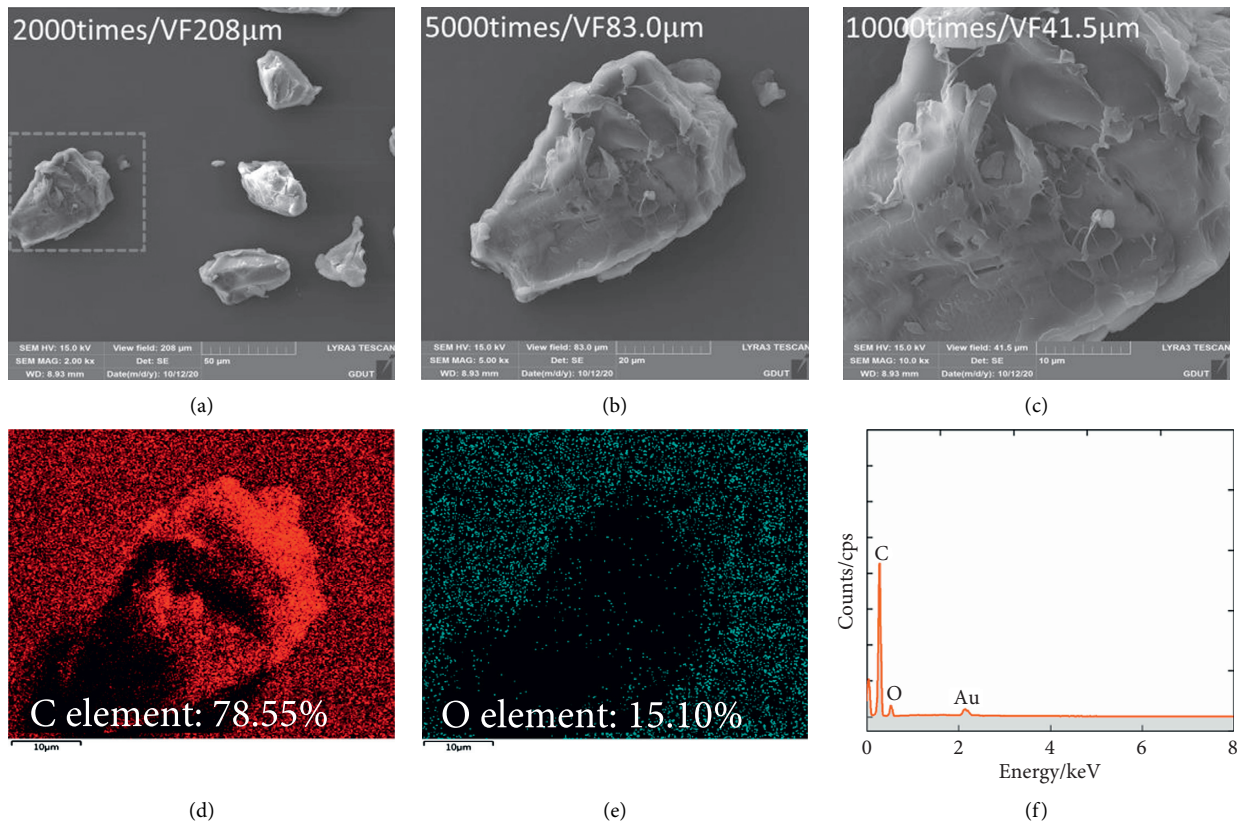 2000times/VF208μm
SEM HV: 15.0 kV View field: 208 μm LYRA3 TESCAN
SEM MAG: 2.00 kx Det: SE 50 μm
WD: 8.93 mm Date(m/d/y): 10/12/20 GDUT
(a)
5000times/VF83.0μm
SEM HV: 15.0 kV View field: 83.0 μm LYRA3 TESCAN
SEM MAG: 5.00 kx Det: SE 20 μm
WD: 8.93 mm Date(m/d/y): 10/12/20 GDUT
(b)
10000times/VF41.5μm
SEM HV: 15.0 kV View field: 41.5 μm LYRA3 TESCAN
SEM MAG: 10.0 kx Det: SE 10 μm
WD: 8.93 mm Date(m/d/y): 10/12/20 GDUT
(c)
C element: 78.55%
10μm
(d)
O element: 15.10%
10μm
(e)
Counts/cps
C
O
Au
0 2 4 6 8
Energy/keV
(f)